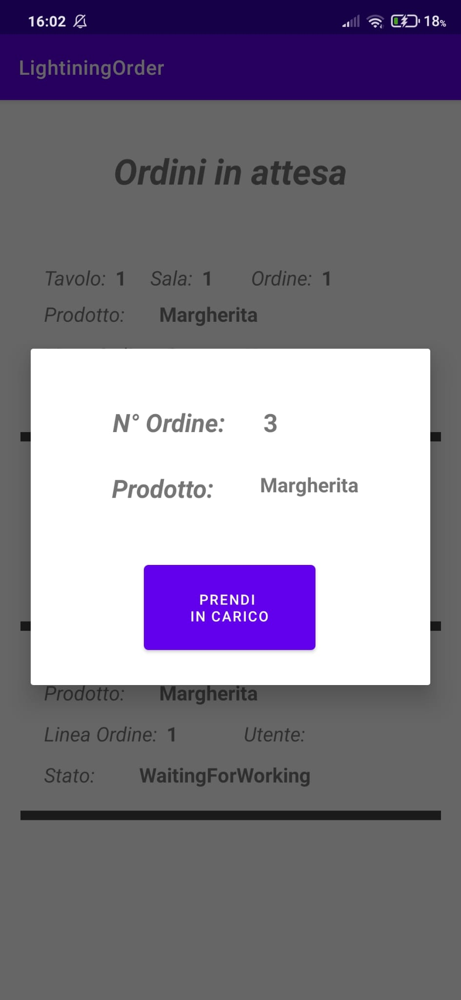 16:02 18%
LightiningOrder
Ordini in attesa
Tavolo: 1 Sala: 1 Ordine: 1
Prodotto: Margherita
N° Ordine: 3
Prodotto: Margherita
PRENDI
IN CARICO
Prodotto: Margherita
Linea Ordine: 1 Utente:
Stato: WaitingForWorking